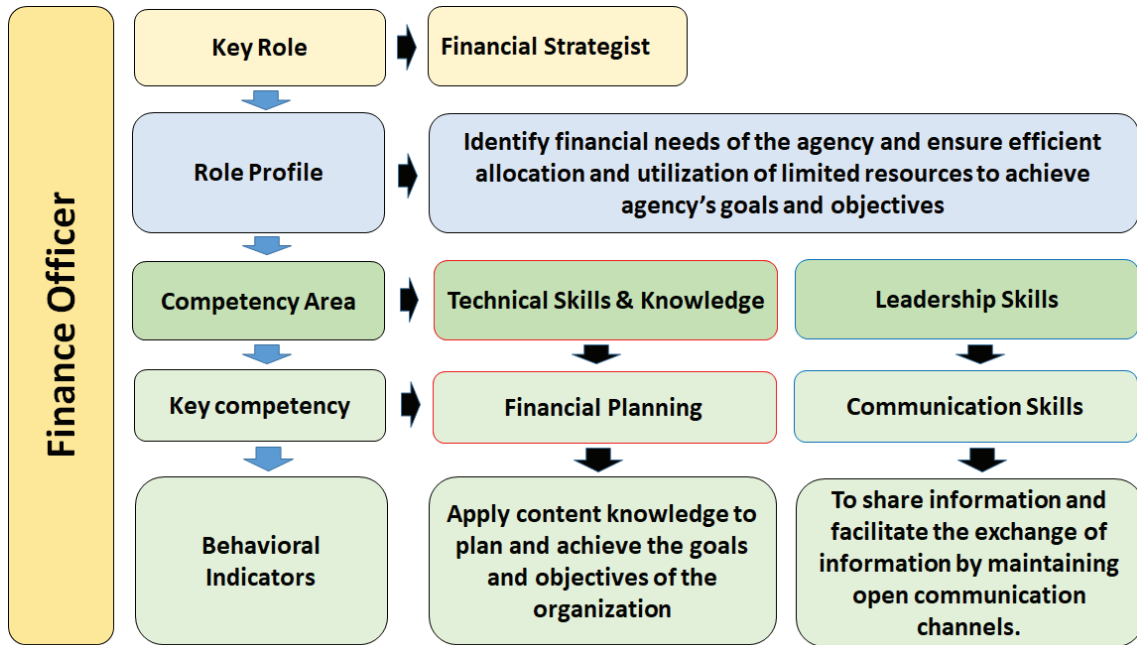 Finance Officer
Key Role
Financial Strategist
Role Profile
Identify financial needs of the agency and ensure efficient
allocation and utilization of limited resources to achieve
agency's goals and objectives
Competency Area
Technical Skills & Knowledge
Leadership Skills
Key competency
Financial Planning
Communication Skills
Behavioral
Indicators
Apply content knowledge to
plan and achieve the goals
and objectives of the
organization
To share information and
facilitate the exchange of
information by maintaining
open communication
channels.